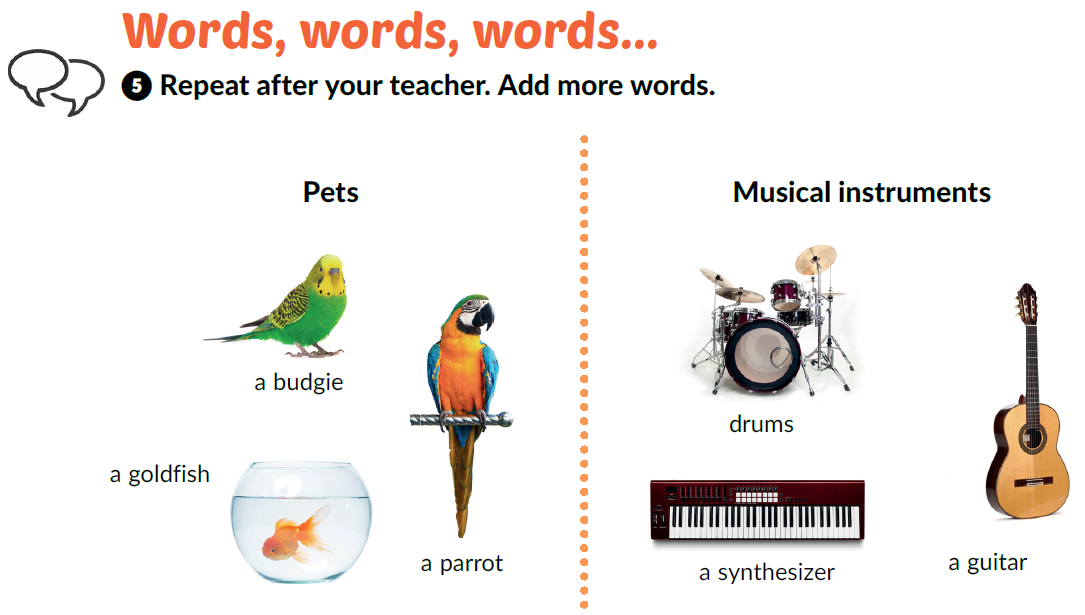 Words, words, words...
5 Repeat after your teacher. Add more words.
Pets
a budgie
a goldfish
a parrot
Musical instruments
drums
a synthesizer
a guitar